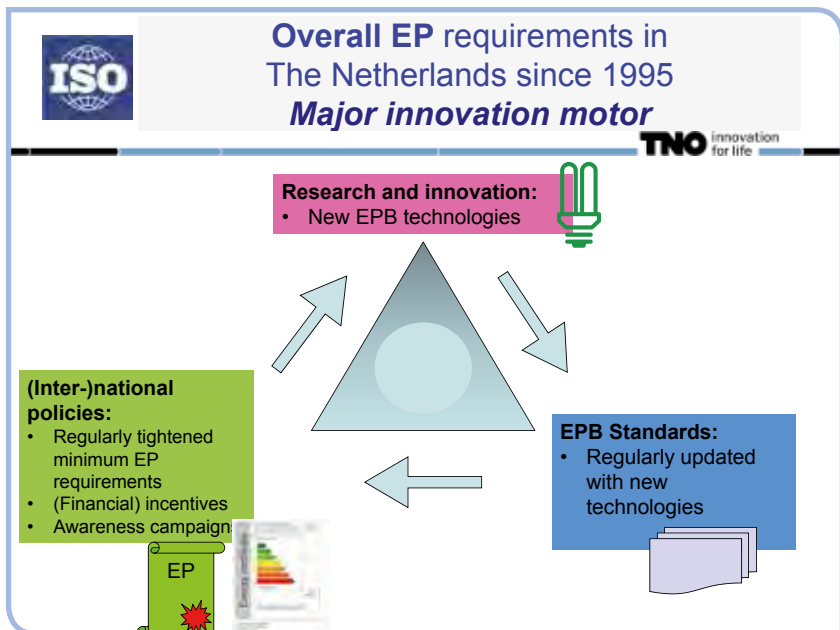 Overall EP requirements in
The Netherlands since 1995
Major innovation motor
ISO
TNO innovation
for life
Research and innovation:
• New EPB technologies
(Inter-)national
policies:
• Regularly tightened
minimum EP
requirements
• (Financial) incentives
• Awareness campaigns
EPB Standards:
• Regularly updated
with new
technologies
EP